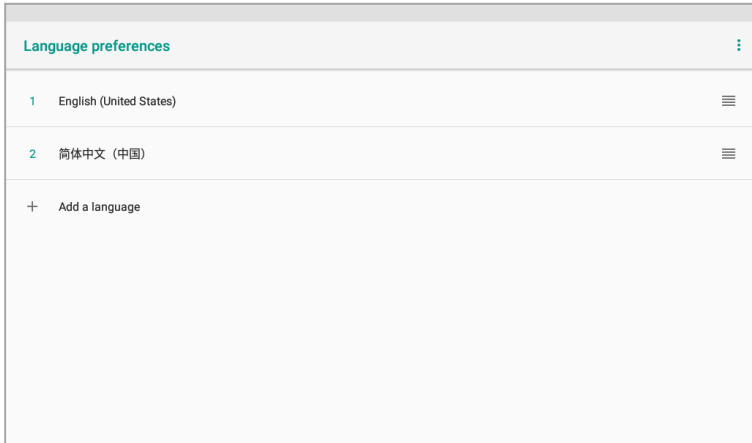 Language preferences
1 English (United States)
2 简体中文（中国）
Add a language